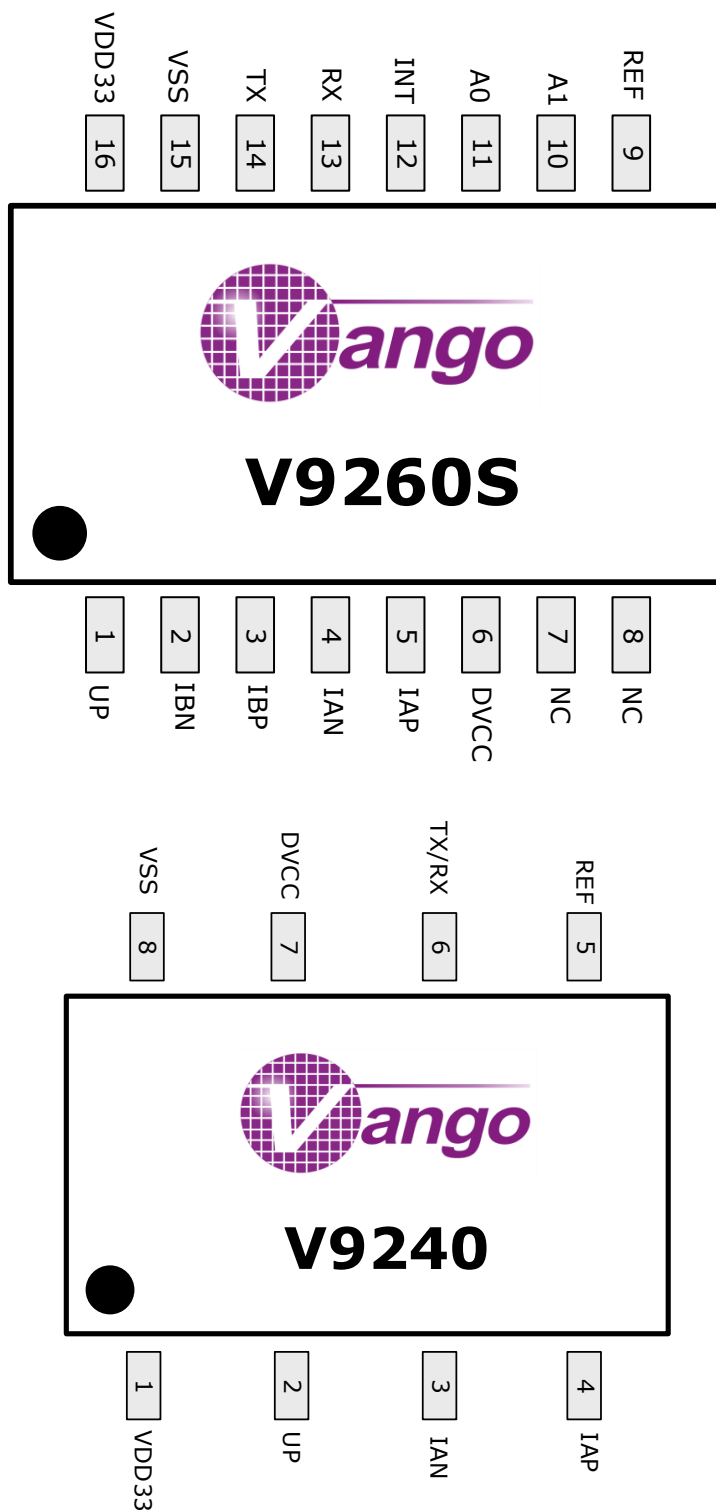 VDD33 VSS TX RX INT A0 A1 REF
16 15 14 13 12 11 10 9
Vango
V9260S
1 2 3 4 5 6 7 8
UP IBN IBP IAN IAP DVCC NC NC
VSS DVCC TX/RX REF
8 7 6 5
Vango
V9240
1 2 3 4
VDD33 UP IAN IAP